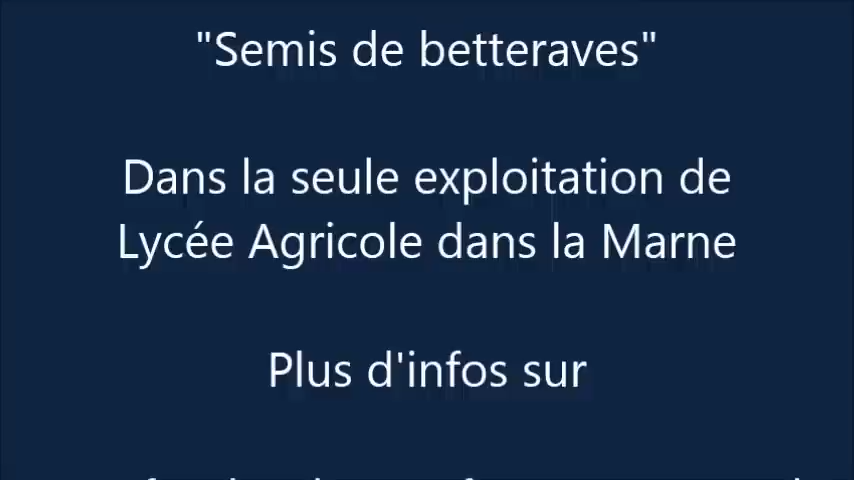 "Semis de betteraves"
Dans la seule exploitation de
Lycée Agricole dans la Marne
Plus d'infos sur